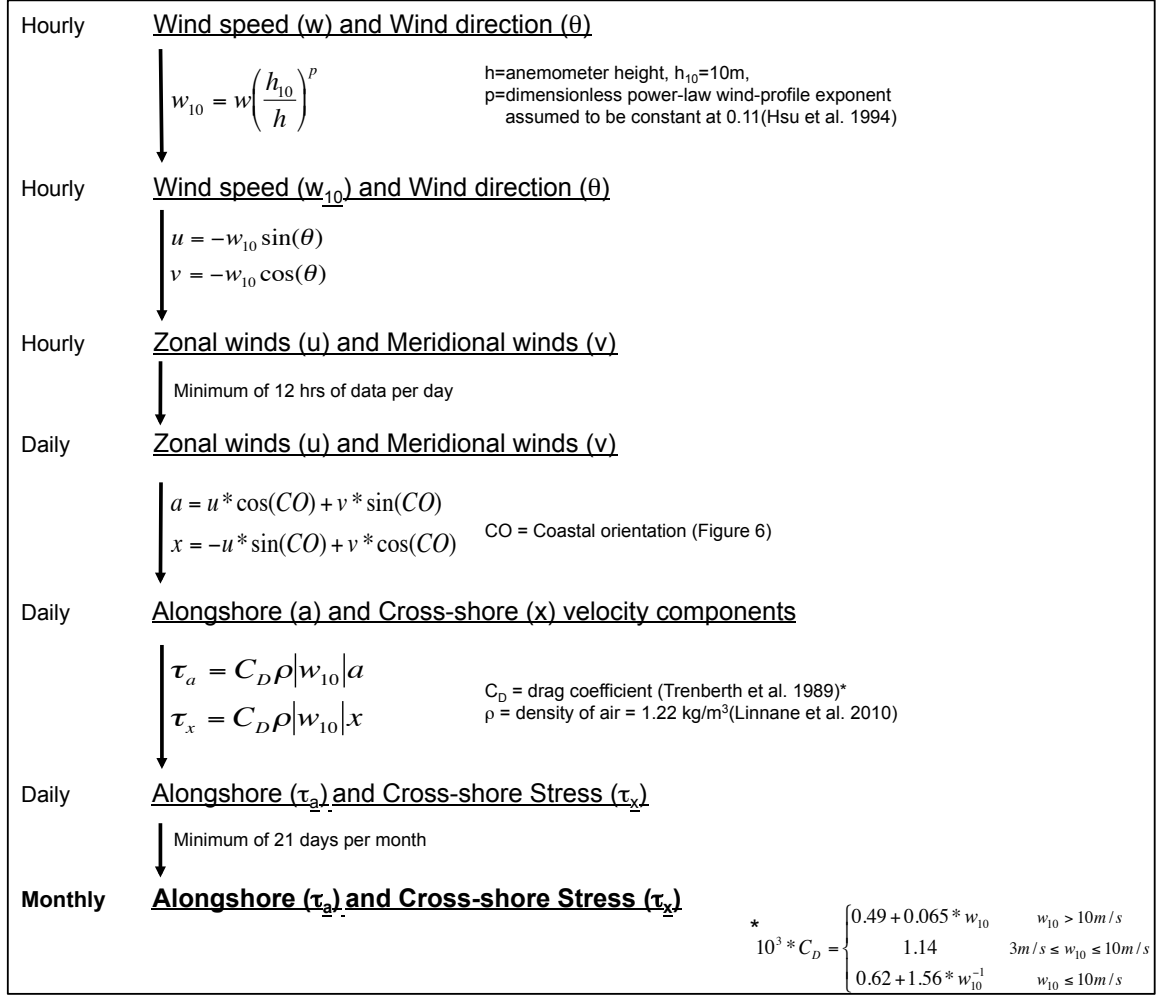 Hourly Wind speed (w) and Wind direction (θ)
w₁₀ = w(h₁₀/h)^p
h=anemometer height, h₁₀=10m,
p=dimensionless power-law wind-profile exponent
assumed to be constant at 0.11(Hsu et al. 1994)
Hourly Wind speed (w₁₀) and Wind direction (θ)
u = −w₁₀ sin(θ)
v = −w₁₀ cos(θ)
Hourly Zonal winds (u) and Meridional winds (v)
Minimum of 12 hrs of data per day
Daily Zonal winds (u) and Meridional winds (v)
a = u * cos(CO) + v * sin(CO)
x = −u * sin(CO) + v * cos(CO)
CO = Coastal orientation (Figure 6)
Daily Alongshore (a) and Cross-shore (x) velocity components
τₐ = C_D ρ|w₁₀|a
τₓ = C_D ρ|w₁₀|x
C_D = drag coefficient (Trenberth et al. 1989)*
ρ = density of air = 1.22 kg/m³(Linnane et al. 2010)
Daily Alongshore (τₐ) and Cross-shore Stress (τₓ)
Minimum of 21 days per month
Monthly Alongshore (τₐ) and Cross-shore Stress (τₓ)
*
0.49 + 0.065 * w₁₀ w₁₀ > 10m/s
10³ * C_D = { 1.14 3m/s ≤ w₁₀ ≤ 10m/s
0.62 + 1.56 * w₁₀⁻¹ w₁₀ ≤ 10m/s